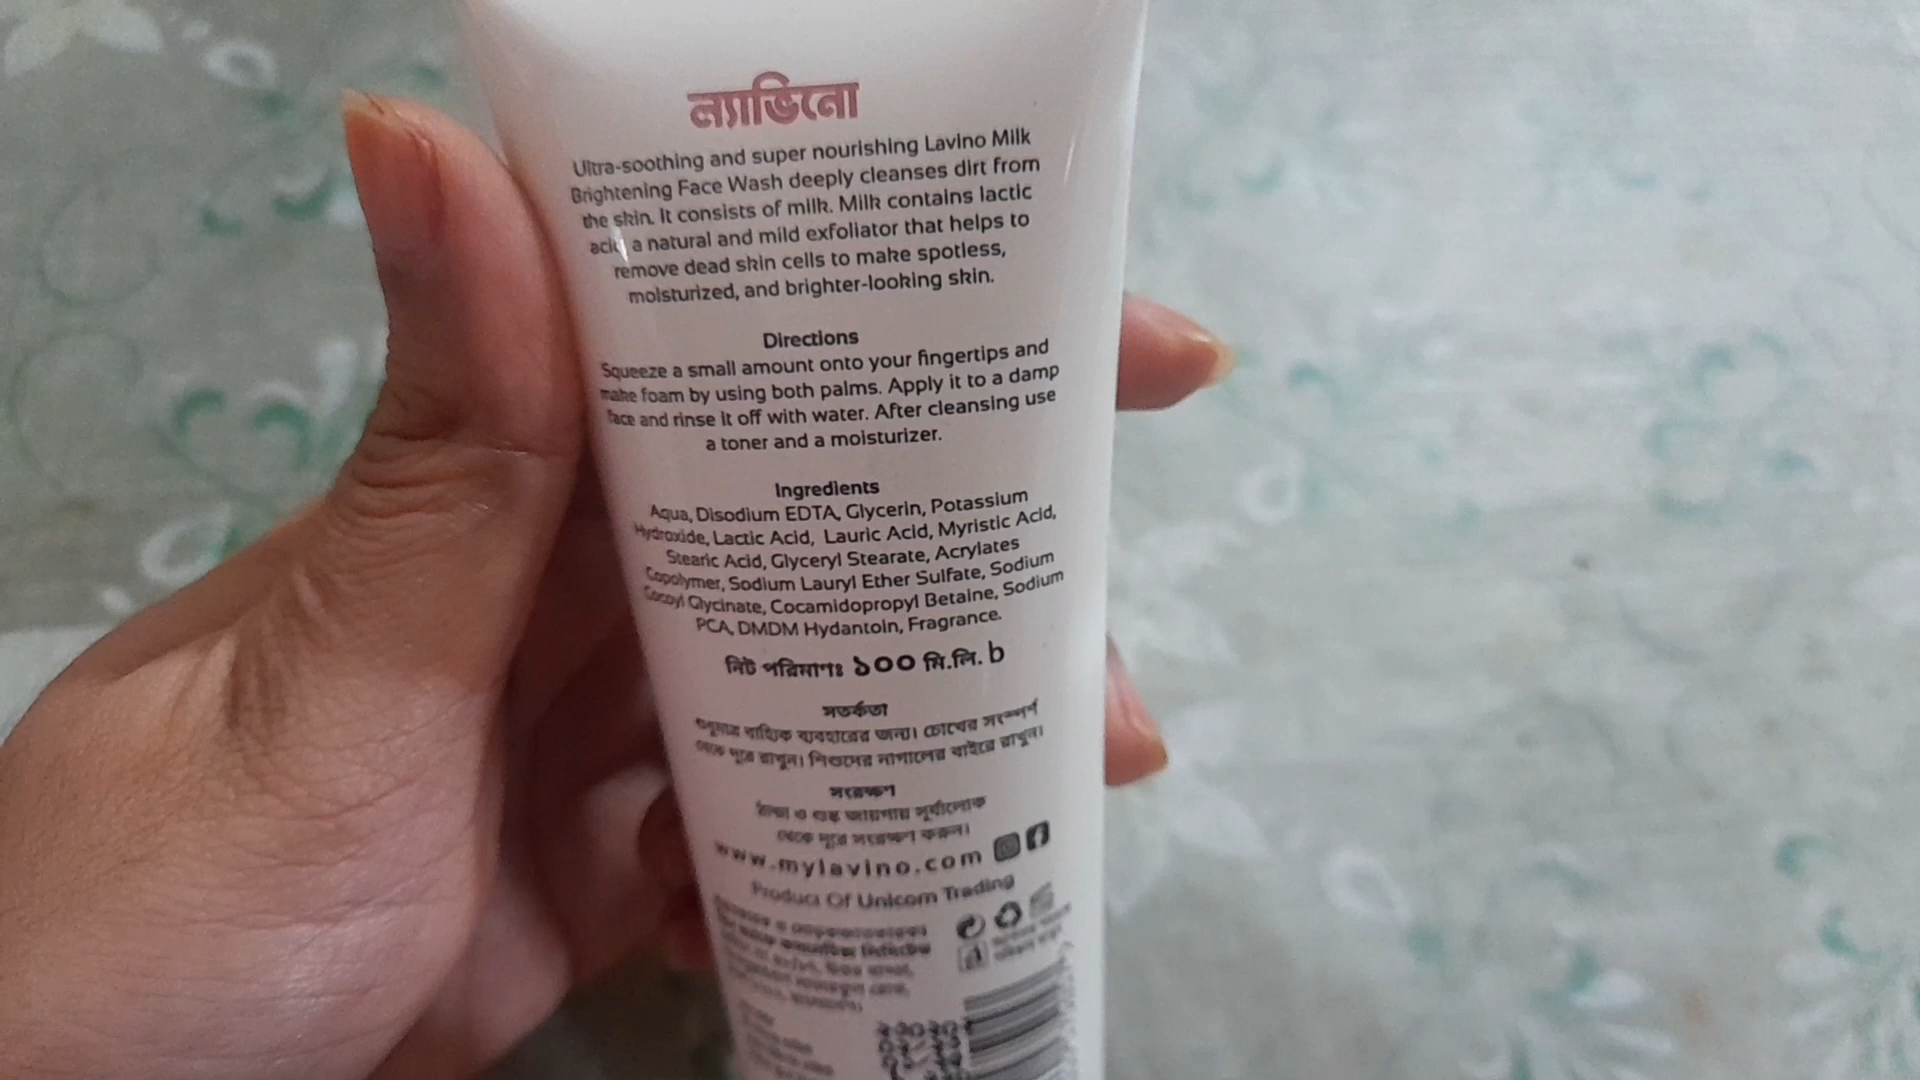 ল্যাভিনো
Ultra-soothing and super nourishing Lavino Milk
Brightening Face Wash deeply cleanses dirt from
the skin. It consists of milk. Milk contains lactic
acid, a natural and mild exfoliator that helps to
remove dead skin cells to make spotless,
moisturized, and brighter-looking skin.
Directions
Squeeze a small amount onto your fingertips and
make foam by using both palms. Apply it to a damp
face and rinse it off with water. After cleansing use
a toner and a moisturizer.
Ingredients
Aqua, Disodium EDTA, Glycerin, Potassium
Hydroxide, Lactic Acid, Lauric Acid, Myristic Acid,
Stearic Acid, Glyceryl Stearate, Acrylates
Copolymer, Sodium Lauryl Ether Sulfate, Sodium
Cocoyl Glycinate, Cocamidopropyl Betaine, Sodium
PCA, DMDM Hydantoin, Fragrance.
নিট পরিমাণঃ ১০০ মি.লি. b
সতর্কতা
শুধুমাত্র বাহ্যিক ব্যবহারের জন্য। চোখের সংস্পর্শ
থেকে দূরে রাখুন। শিশুদের নাগালের বাইরে রাখুন।
সংরক্ষণ
ঠান্ডা ও শুষ্ক জায়গায় সূর্যালোক
থেকে দূরে সংরক্ষণ করুন।
www.mylavino.com
Product Of Unicom Trading